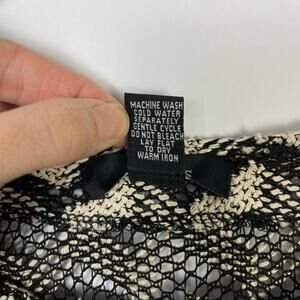 MACHINE WASH
COLD WATER
SEPARATELY
GENTLE CYCLE
DO NOT BLEACH
LAY FLAT
TO DRY
WARM IRON